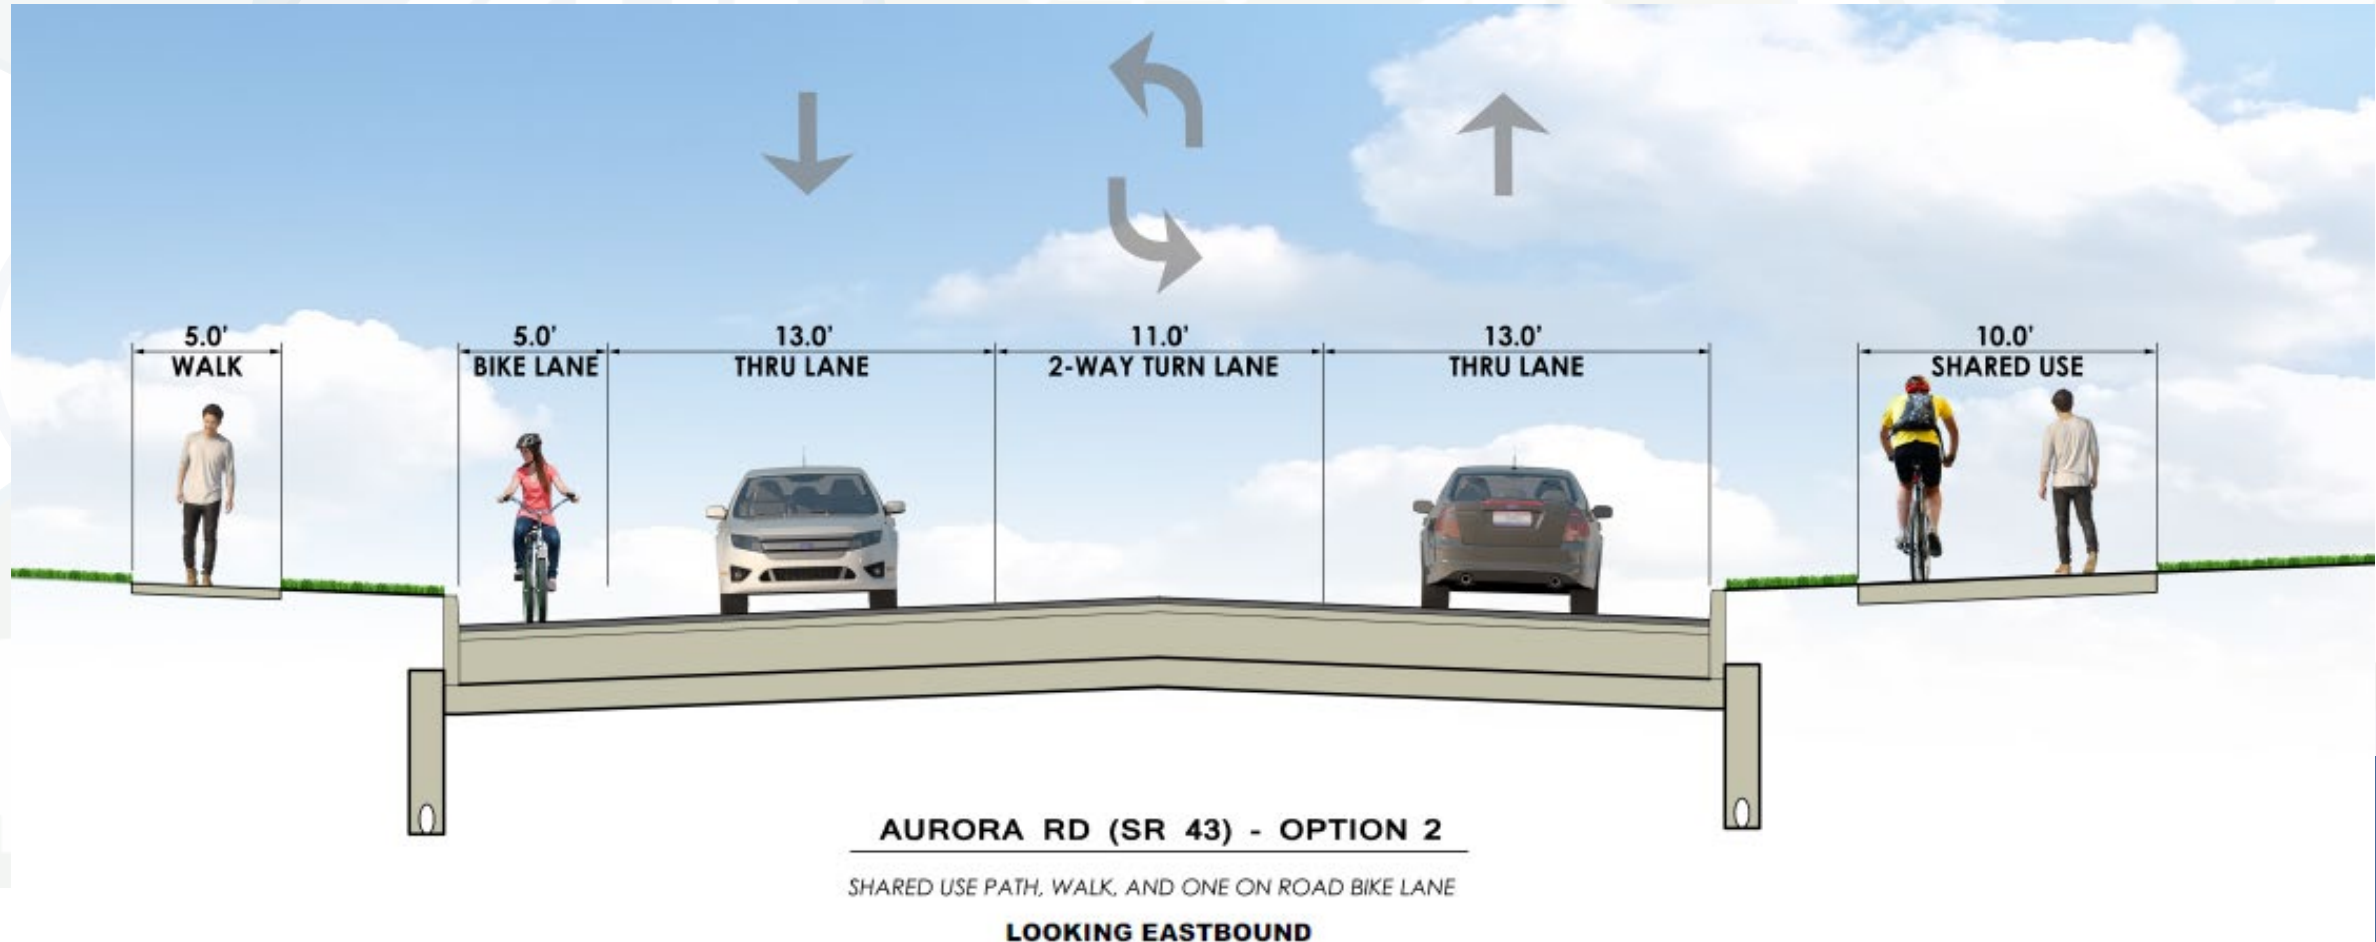 5.0'
WALK
5.0'
BIKE LANE
13.0'
THRU LANE
11.0'
2-WAY TURN LANE
13.0'
THRU LANE
10.0'
SHARED USE
AURORA RD (SR 43) - OPTION 2
SHARED USE PATH, WALK, AND ONE ON ROAD BIKE LANE
LOOKING EASTBOUND